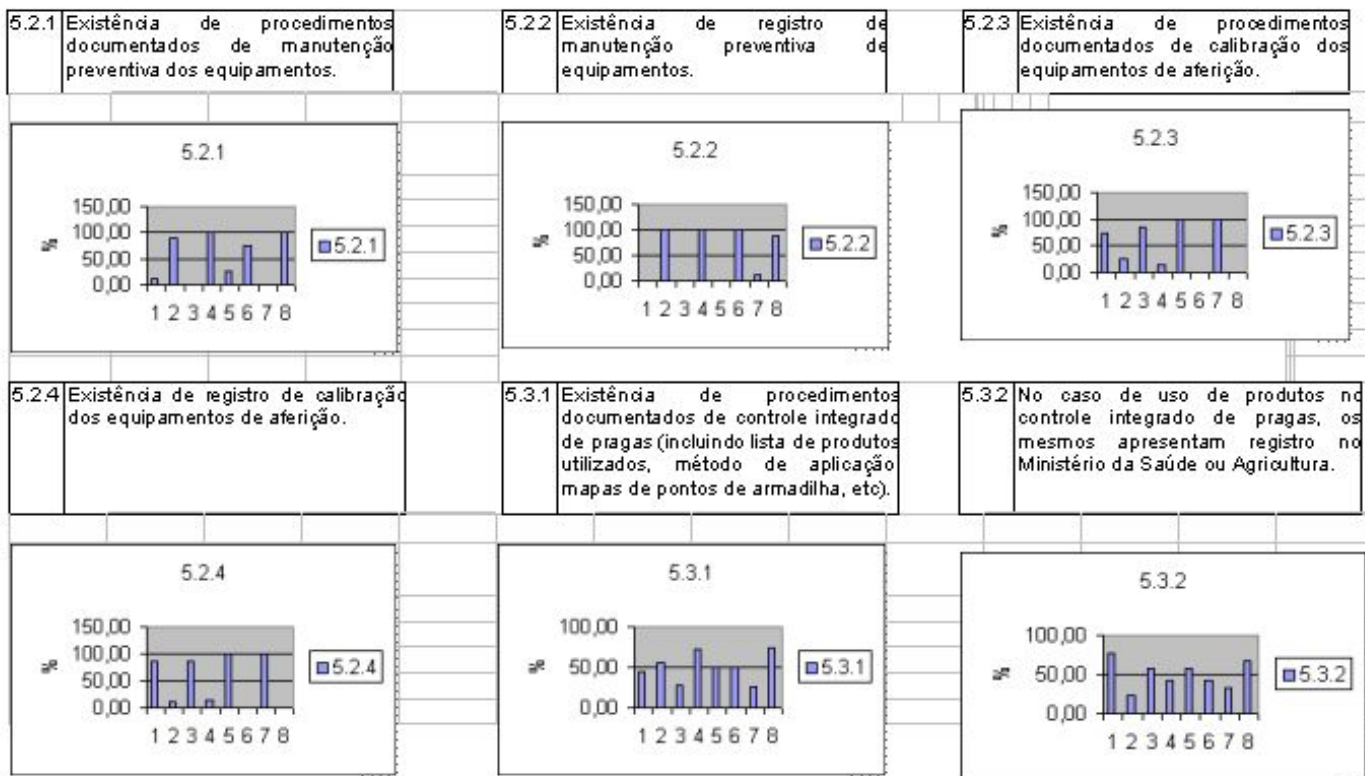 5.2.1 Existência de procedimentos
documentados de manutenção
preventiva dos equipamentos.
5.2.2 Existência de registro de
manutenção preventiva de
equipamentos.
5.2.3 Existência de procedimentos
documentados de calibração dos
equipamentos de aferição.
5.2.1
150,00
100,00
50,00
0,00
%
1 2 3 4 5 6 7 8
5.2.1
5.2.2
150,00
100,00
50,00
0,00
%
1 2 3 4 5 6 7 8
5.2.2
5.2.3
150,00
100,00
50,00
0,00
%
1 2 3 4 5 6 7 8
5.2.3
5.2.4 Existência de registro de calibração
dos equipamentos de aferição.
5.3.1 Existência de procedimentos
documentados de controle integrado
de pragas (incluindo lista de produtos
utilizados, método de aplicação
mapas de pontos de armadilha, etc).
5.3.2 No caso de uso de produtos no
controle integrado de pragas, os
mesmos apresentam registro no
Ministério da Saúde ou Agricultura.
5.2.4
150,00
100,00
50,00
0,00
%
1 2 3 4 5 6 7 8
5.2.4
5.3.1
100,00
50,00
0,00
%
1 2 3 4 5 6 7 8
5.3.1
5.3.2
100,00
50,00
0,00
%
1 2 3 4 5 6 7 8
5.3.2